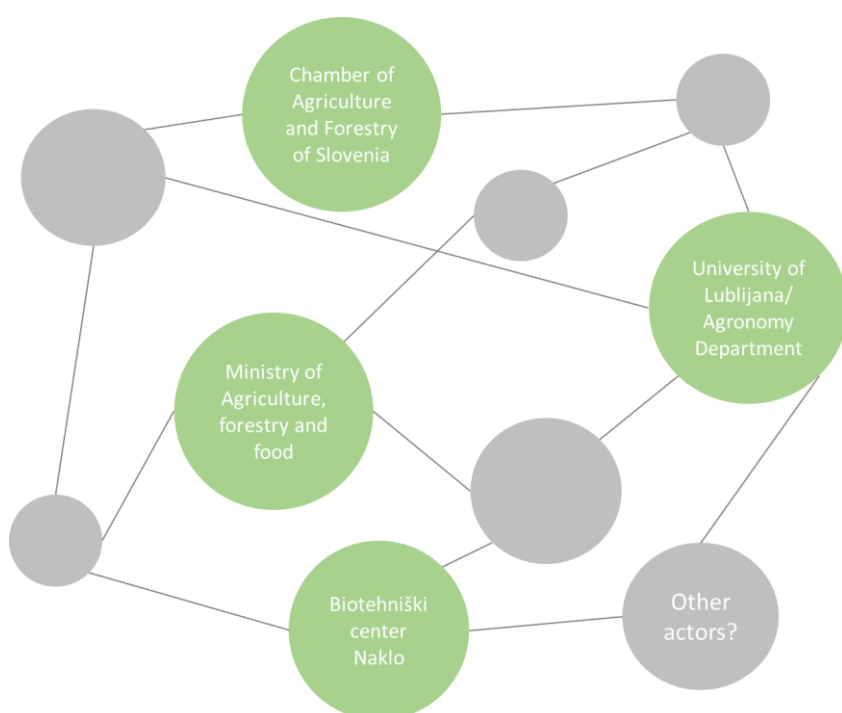 Chamber of
Agriculture
and Forestry
of Slovenia
University of
Lublijana/
Agronomy
Department
Ministry of
Agriculture,
forestry and
food
Biotehniški
center
Naklo
Other
actors?